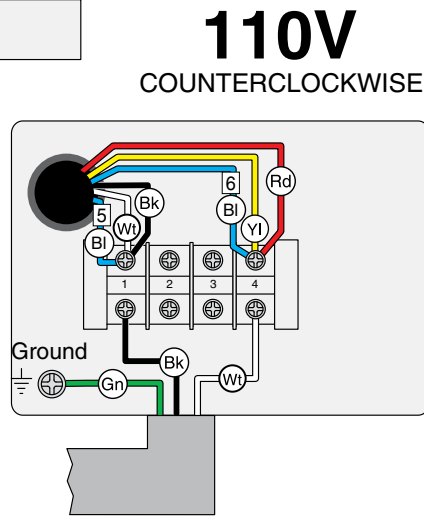 110V
COUNTERCLOCKWISE
Rd
6
Bk
Bl
5
Wt
Yl
Bl
1 2 3 4
Ground
Bk
Gn
Wt